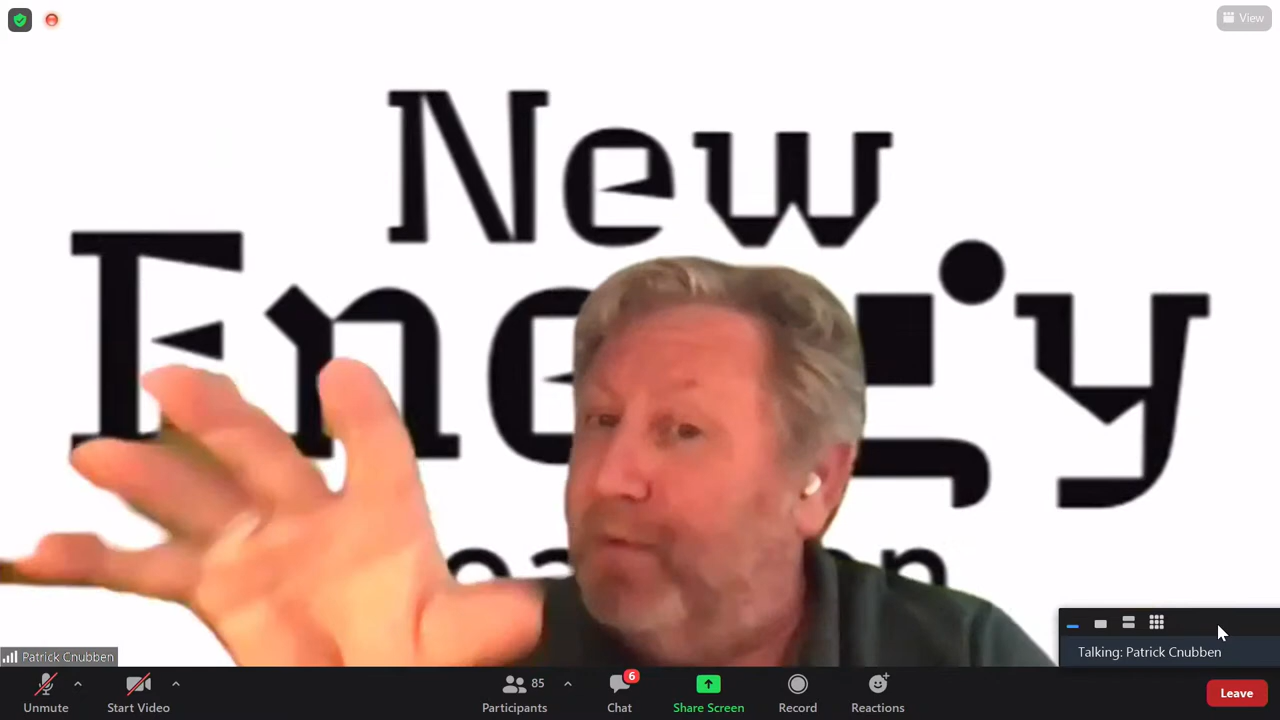 View
New
Energy
Patrick Cnubben
Talking: Patrick Cnubben
Unmute
Start Video
85
Participants
6
Chat
Share Screen
Record
Reactions
Leave